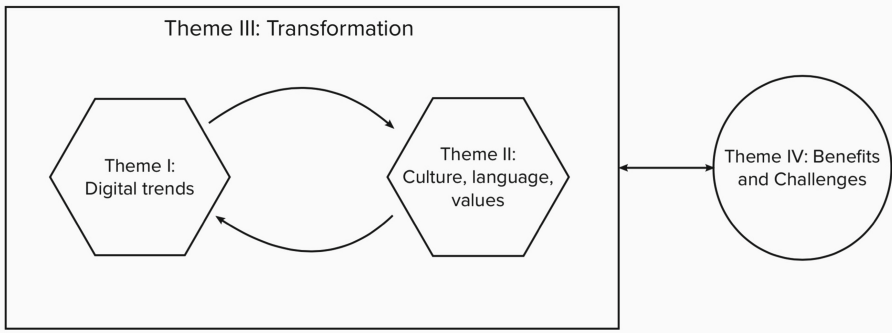 Theme III: Transformation
Theme I:
Digital trends
Theme II:
Culture, language,
values
Theme IV: Benefits
and Challenges